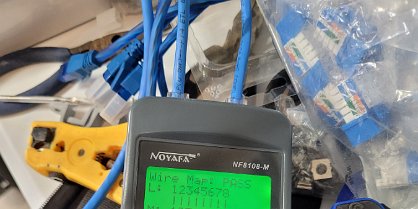 NOYAFA
NF8108-M
Wire Map: PASS
L: 12345678